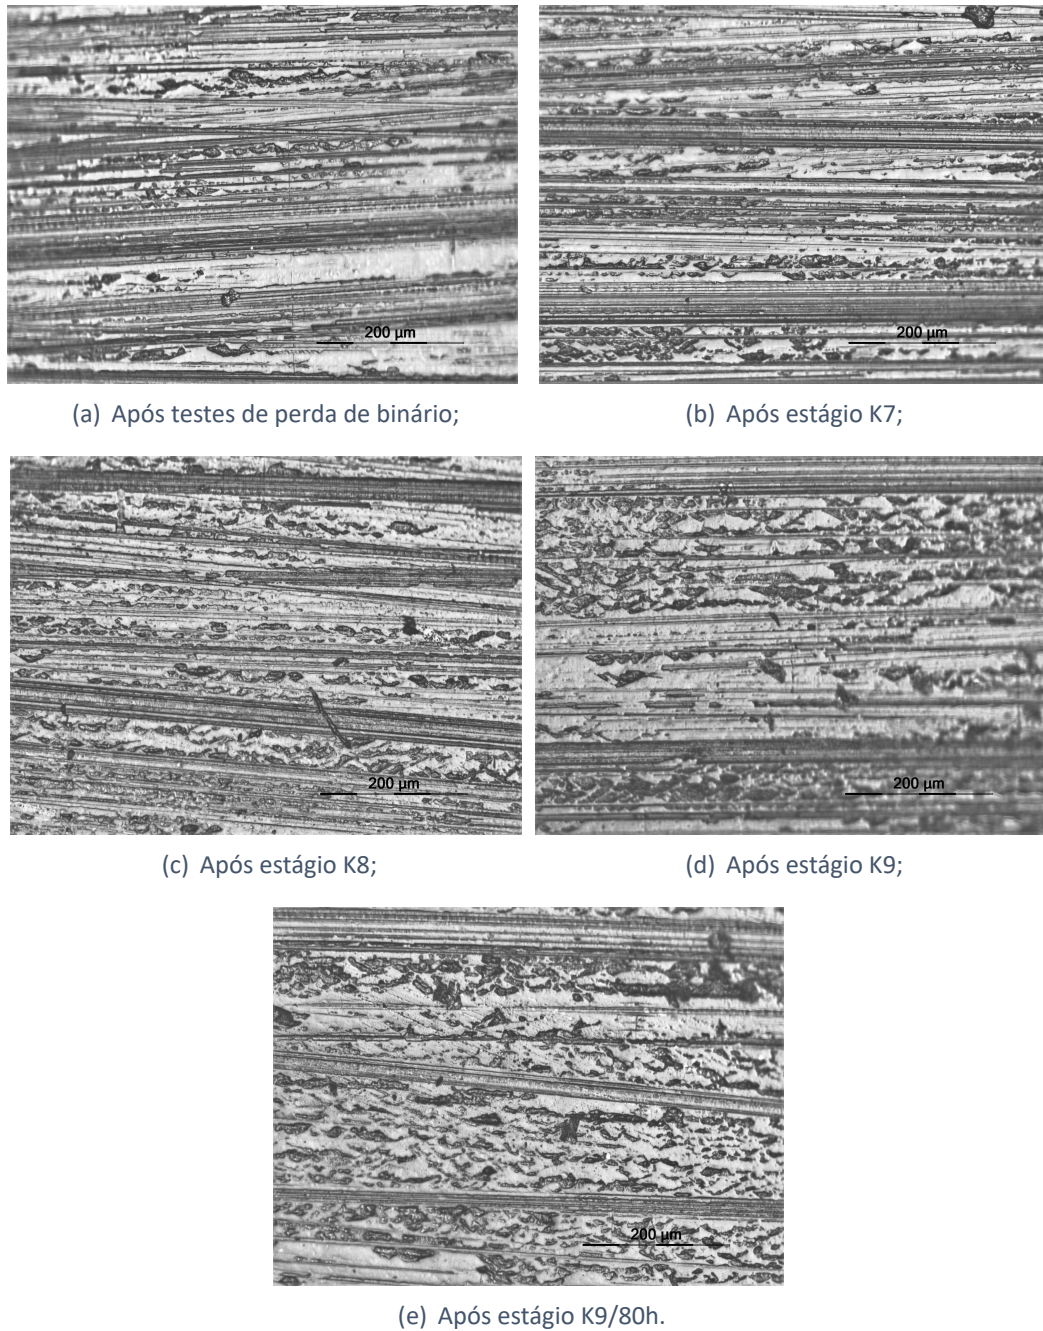 200 µm
200 µm
(a) Após testes de perda de binário;
(b) Após estágio K7;
200 µm
200 µm
(c) Após estágio K8;
(d) Após estágio K9;
200 µm
(e) Após estágio K9/80h.